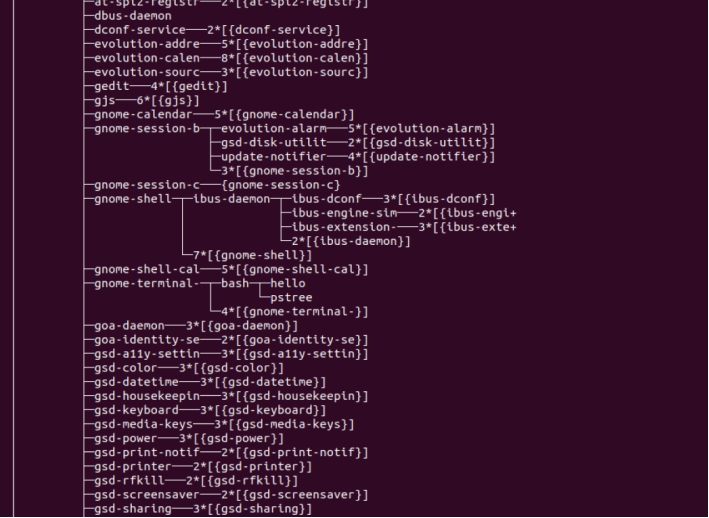 ├─at-spi2-registr───2*[{at-spi2-registr}]
├─dbus-daemon
├─dconf-service───2*[{dconf-service}]
├─evolution-addre───5*[{evolution-addre}]
├─evolution-calen───8*[{evolution-calen}]
├─evolution-sourc───3*[{evolution-sourc}]
├─gedit───4*[{gedit}]
├─gjs───6*[{gjs}]
├─gnome-calendar───5*[{gnome-calendar}]
├─gnome-session-b─┬─evolution-alarm───5*[{evolution-alarm}]
│                 ├─gsd-disk-utilit───2*[{gsd-disk-utilit}]
│                 ├─update-notifier───4*[{update-notifier}]
│                 └─3*[{gnome-session-b}]
├─gnome-session-c───{gnome-session-c}
├─gnome-shell─┬─ibus-daemon─┬─ibus-dconf───3*[{ibus-dconf}]
│             │             ├─ibus-engine-sim───2*[{ibus-engi+
│             │             ├─ibus-extension-───3*[{ibus-exte+
│             │             └─2*[{ibus-daemon}]
│             └─7*[{gnome-shell}]
├─gnome-shell-cal───5*[{gnome-shell-cal}]
├─gnome-terminal-─┬─bash─┬─hello
│                 │      └─pstree
│                 └─4*[{gnome-terminal-}]
├─goa-daemon───3*[{goa-daemon}]
├─goa-identity-se───2*[{goa-identity-se}]
├─gsd-a11y-settin───3*[{gsd-a11y-settin}]
├─gsd-color───3*[{gsd-color}]
├─gsd-datetime───3*[{gsd-datetime}]
├─gsd-housekeepin───3*[{gsd-housekeepin}]
├─gsd-keyboard───3*[{gsd-keyboard}]
├─gsd-media-keys───3*[{gsd-media-keys}]
├─gsd-power───3*[{gsd-power}]
├─gsd-print-notif───2*[{gsd-print-notif}]
├─gsd-printer───2*[{gsd-printer}]
├─gsd-rfkill───2*[{gsd-rfkill}]
├─gsd-screensaver───2*[{gsd-screensaver}]
├─gsd-sharing───3*[{gsd-sharing}]